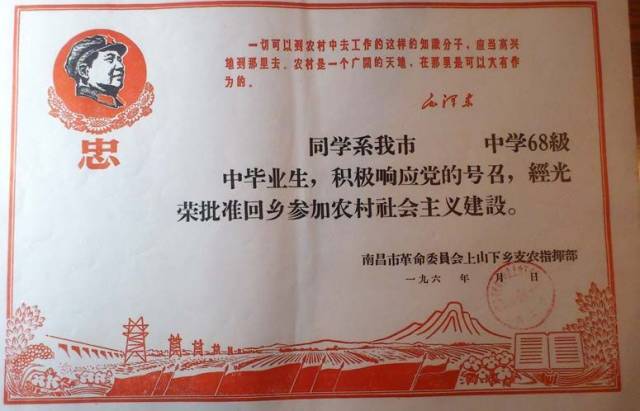 一切可以到农村中去工作的这样的知识分子，应当高兴
地到那里去。农村是一个广阔的天地，在那里是可以大有作
为的。
毛泽东
忠
同学系我市 中学68級
中毕业生，积极响应党的号召，經光
荣批准回乡参加农村社会主义建設。
南昌市革命委員会上山下乡支农指揮部
一九六 年 月 日